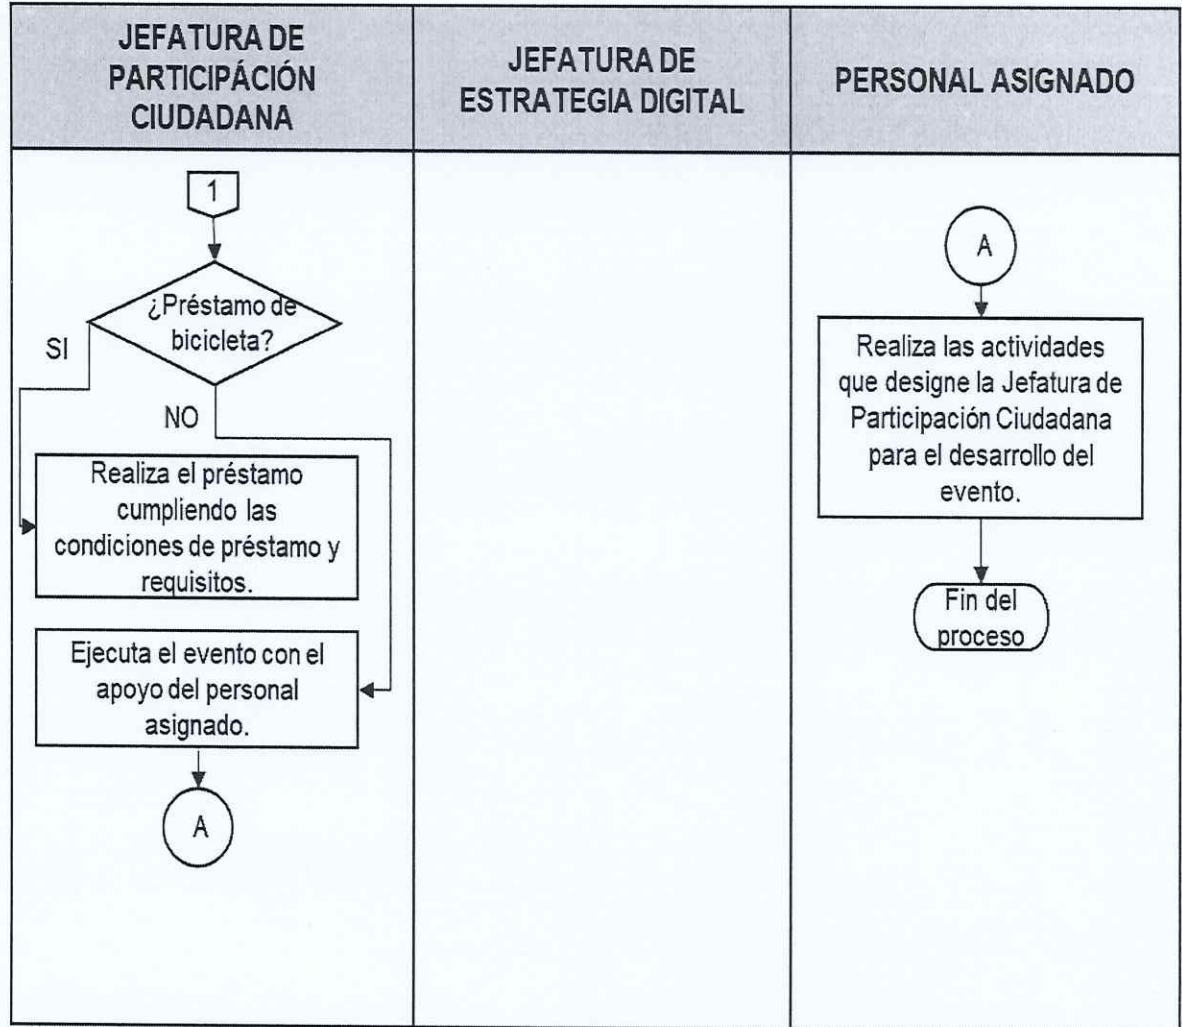 JEFATURA DE
PARTICIPÁCIÓN
CIUDADANA
JEFATURA DE
ESTRATEGIA DIGITAL
PERSONAL ASIGNADO
1
¿Préstamo de
bicicleta?
SI
NO
Realiza el préstamo
cumpliendo las
condiciones de préstamo y
requisitos.
Ejecuta el evento con el
apoyo del personal
asignado.
A
A
Realiza las actividades
que designe la Jefatura de
Participación Ciudadana
para el desarrollo del
evento.
Fin del
proceso